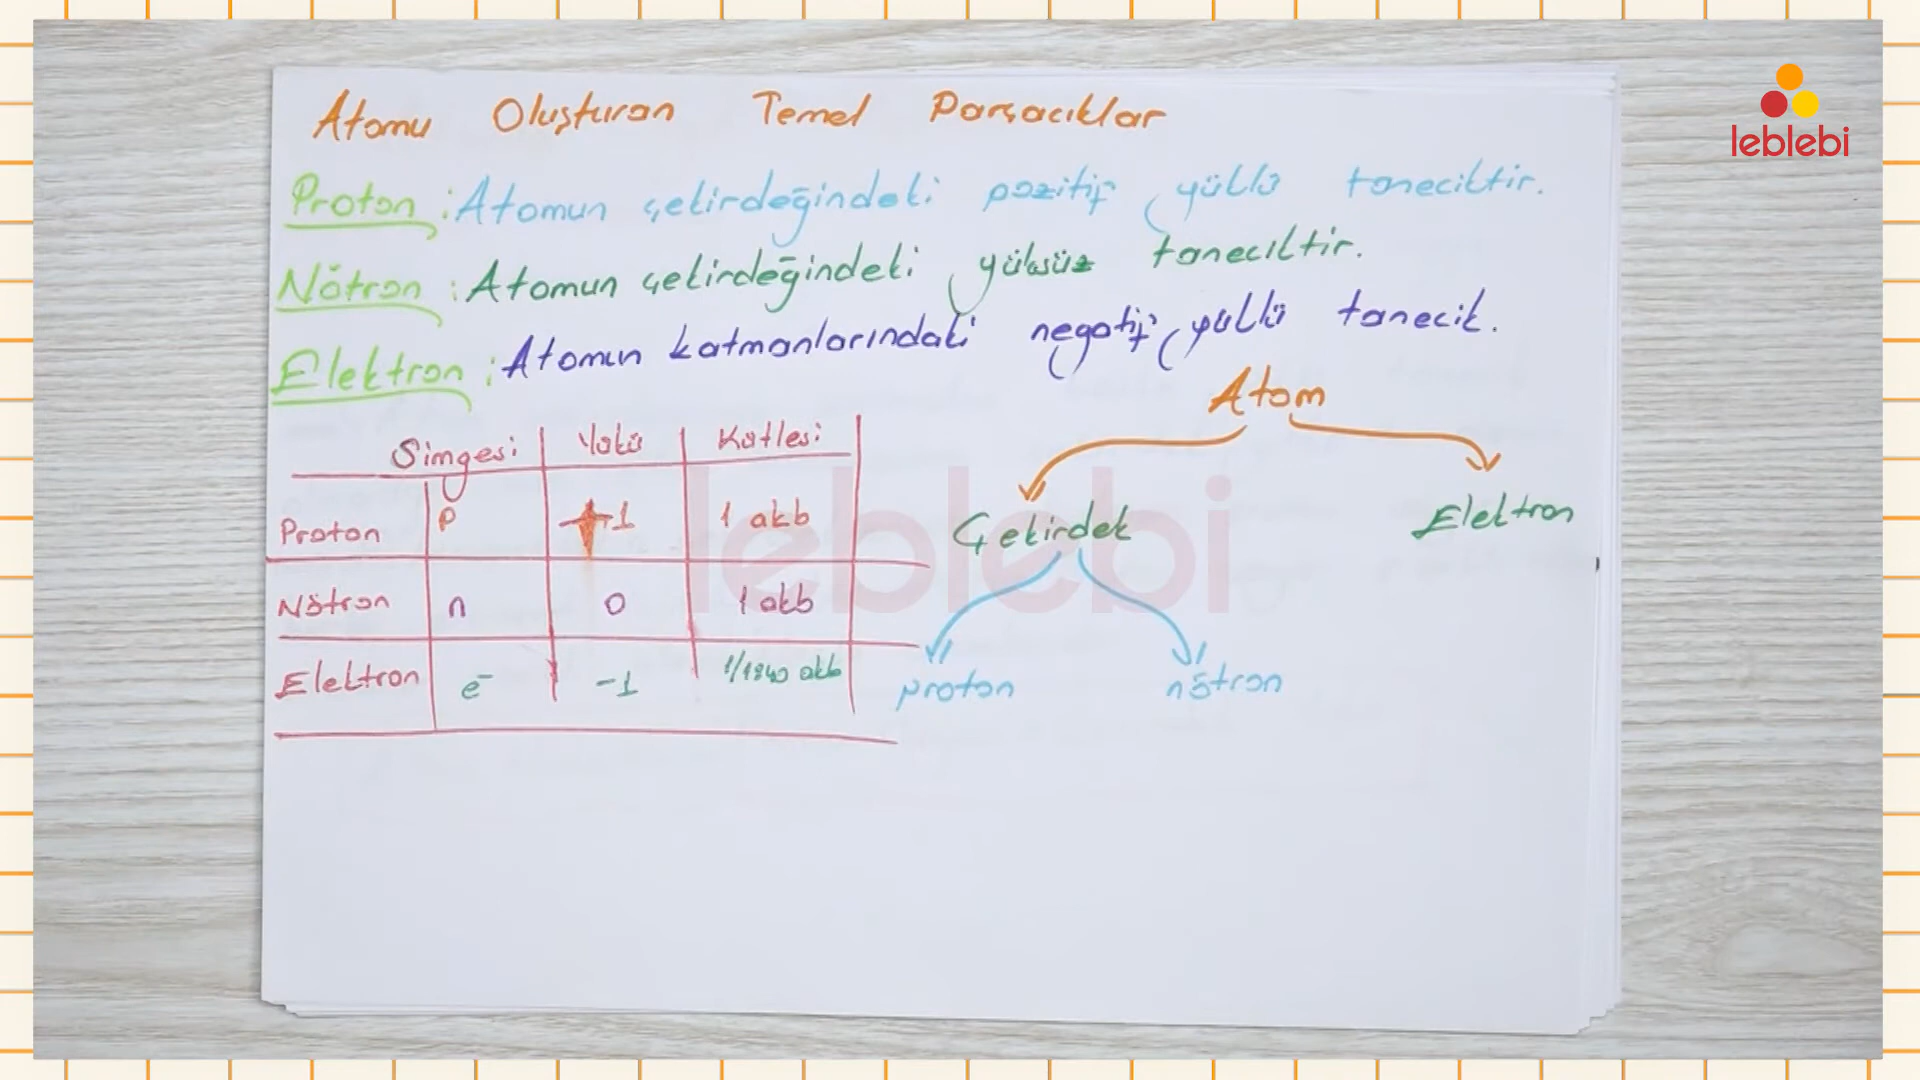 Atomu Oluşturan Temel Parçacıklar
leblebi
Proton : Atomun çekirdeğindeki pozitif yüklü taneciktir.
Nötron : Atomun çekirdeğindeki yüksüz taneciktir.
Elektron : Atomun katmanlarındaki negatif yüklü tanecik.
Simgesi Yükü Kütlesi
Proton p +1 1 akb
Nötron n 0 1 akb
Elektron e⁻ -1 1/1840 akb
Atom
Çekirdek Elektron
proton nötron
leblebi